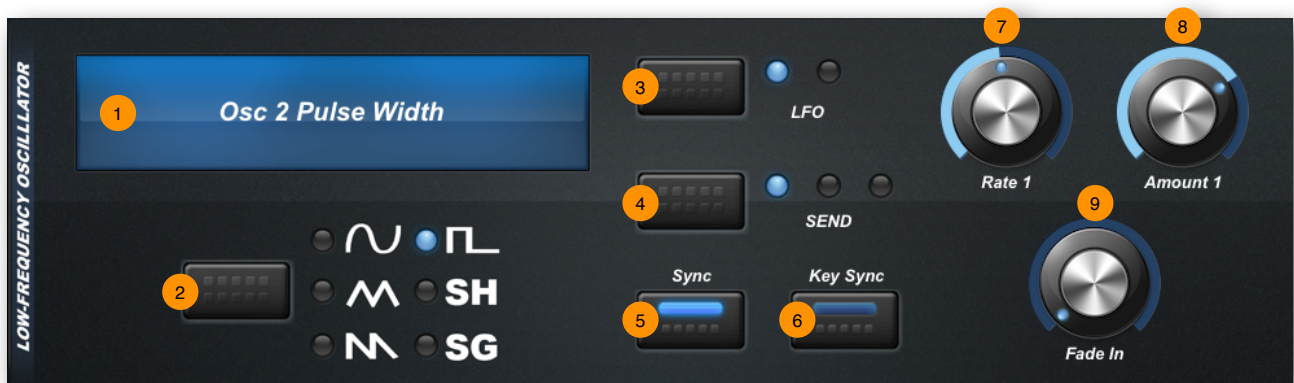 LOW-FREQUENCY OSCILLLATOR
1
Osc 2 Pulse Width
2
SH
SG
3
LFO
4
SEND
Sync
5
Key Sync
6
7
Rate 1
8
Amount 1
9
Fade In